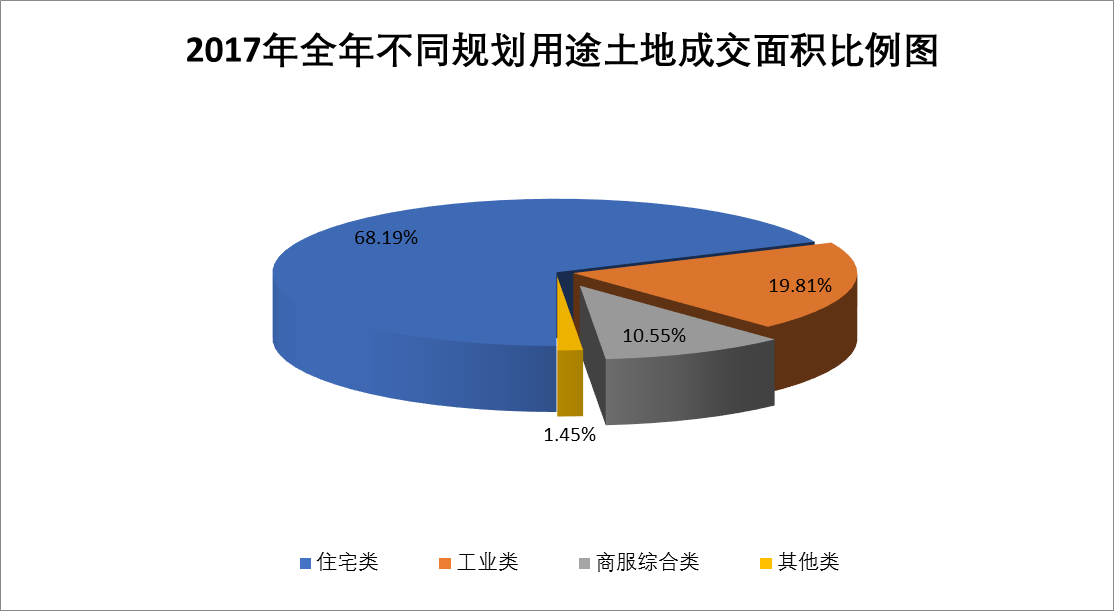 2017年全年不同规划用途土地成交面积比例图
68.19%
19.81%
10.55%
1.45%
住宅类 工业类 商服综合类 其他类